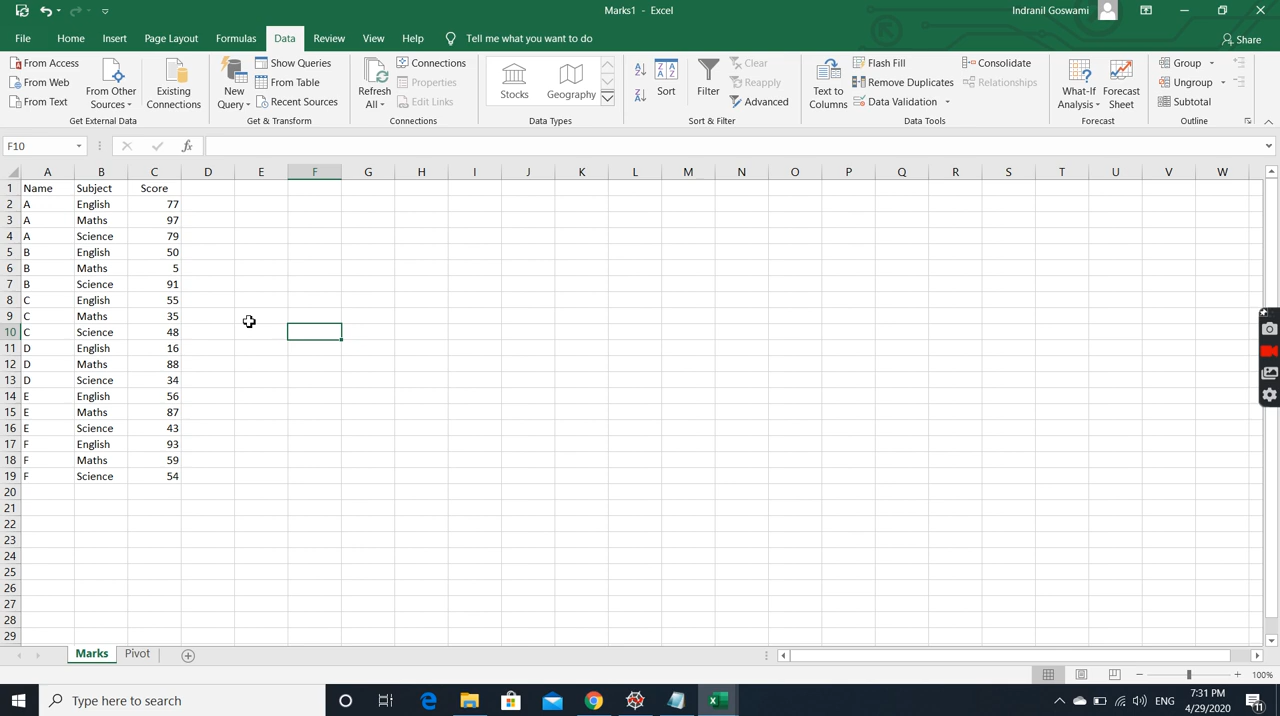 Marks1 - Excel
Indranil Goswami
File Home Insert Page Layout Formulas Data Review View Help Tell me what you want to do Share
From Access
From Web
From Text
From Other Sources
Existing Connections
Get External Data
New Query
Show Queries
From Table
Recent Sources
Get & Transform
Refresh All
Connections
Properties
Edit Links
Connections
Stocks
Geography
Data Types
Sort
Filter
Clear
Reapply
Advanced
Sort & Filter
Text to Columns
Flash Fill
Remove Duplicates
Data Validation
Consolidate
Relationships
Data Tools
What-If Analysis
Forecast Sheet
Forecast
Group
Ungroup
Subtotal
Outline
F10 fx
A B C D E F G H I J K L M N O P Q R S T U V W
1 Name Subject Score
2 A English 77
3 A Maths 97
4 A Science 79
5 B English 50
6 B Maths 5
7 B Science 91
8 C English 55
9 C Maths 35
10 C Science 48
11 D English 16
12 D Maths 88
13 D Science 34
14 E English 56
15 E Maths 87
16 E Science 43
17 F English 93
18 F Maths 59
19 F Science 54
20
21
22
23
24
25
26
27
28
29
Marks Pivot
100%
Type here to search
ENG
7:31 PM
4/29/2020
11